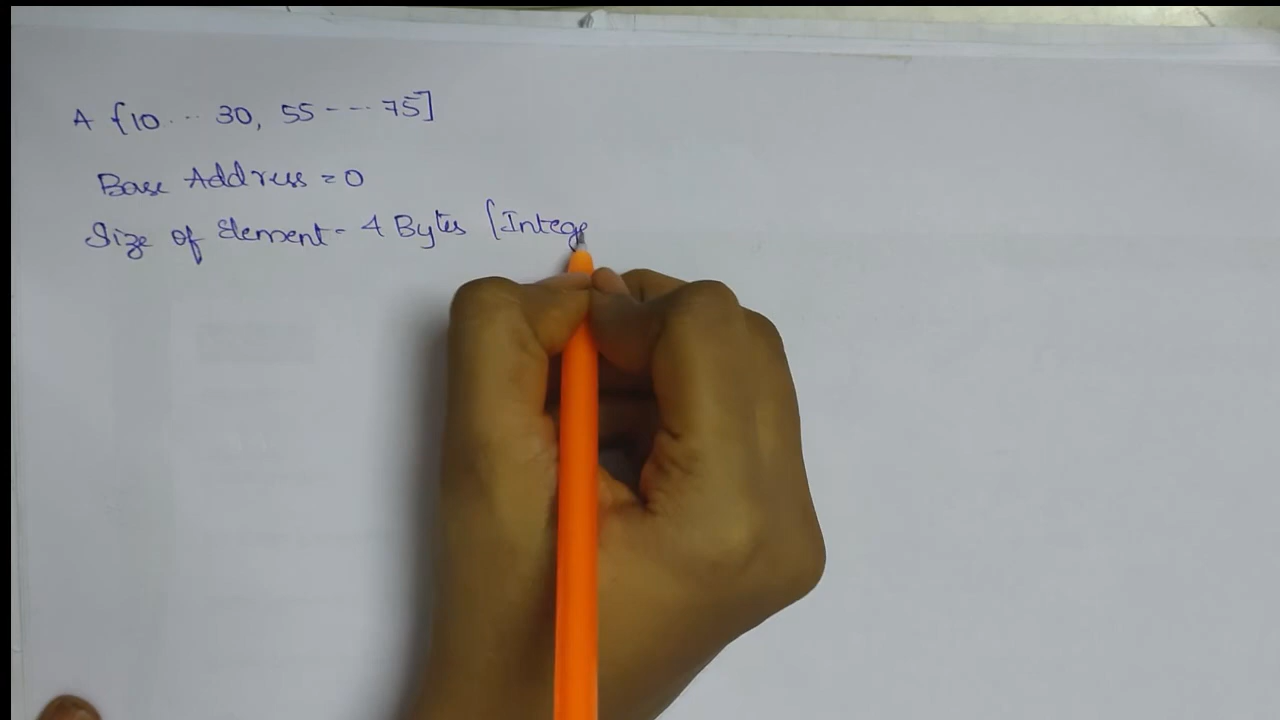 A {10 ... 30, 55 --- 75]
Base Address = 0
Size of Element - 4 Bytes [Intege